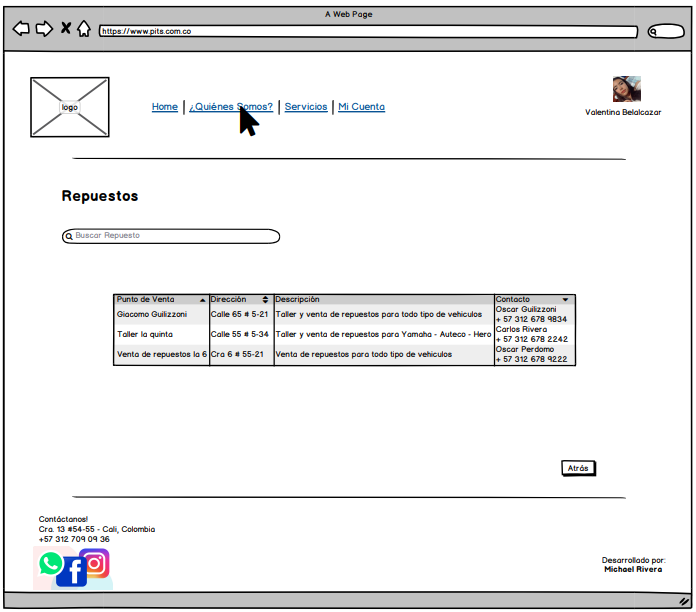 A Web Page
https://www.pits.com.co
logo
Home | ¿Quiénes Somos? | Servicios | Mi Cuenta
Valentina Belalcazar
Repuestos
Buscar Repuesto
Punto de Venta Dirección Descripción Contacto
Giacomo Guilizzoni Calle 65 # 5-21 Taller y venta de repuestos para todo tipo de vehiculos Oscar Guilizzoni
+ 57 312 678 9834
Taller la quinta Calle 55 # 5-34 Taller y venta de repuestos para Yamaha - Auteco - Hero Carlos Rivera
+ 57 312 678 2242
Venta de repuestos la 6 Cra 6 # 55-21 Venta de repuestos para todo tipo de vehiculos Oscar Perdomo
+ 57 312 678 9222
Atrás
Contáctanos!
Cra. 13 #54-55 - Cali, Colombia
+57 312 709 09 36
Desarrollado por:
Michael Rivera